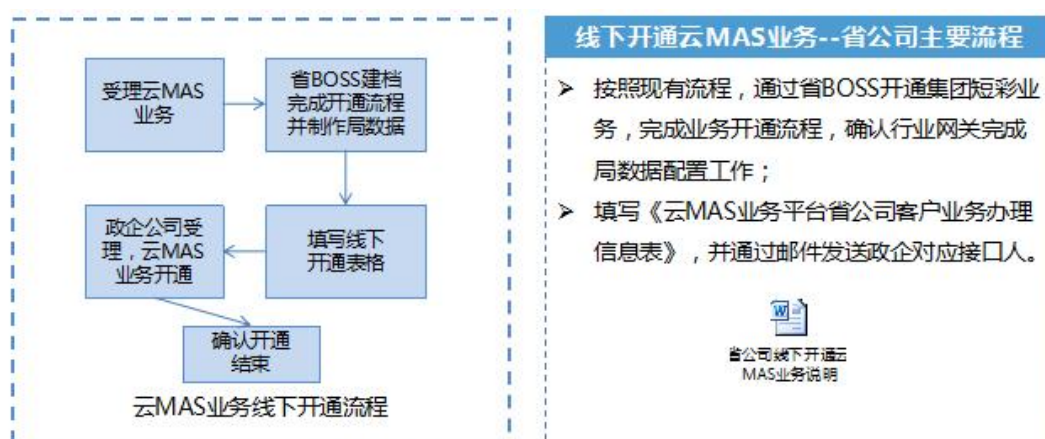 受理云MAS
业务
省BOSS建档
完成开通流程
并制作局数据
政企公司受
理，云MAS
业务开通
填写线下
开通表格
确认开通
结束
云MAS业务线下开通流程
线下开通云MAS业务--省公司主要流程
➢ 按照现有流程，通过省BOSS开通集团短彩业
务，完成业务开通流程，确认行业网关完成
局数据配置工作；
➢ 填写《云MAS业务平台省公司客户业务办理
信息表》，并通过邮件发送政企对应接口人。
省公司线下开通云
MAS业务说明